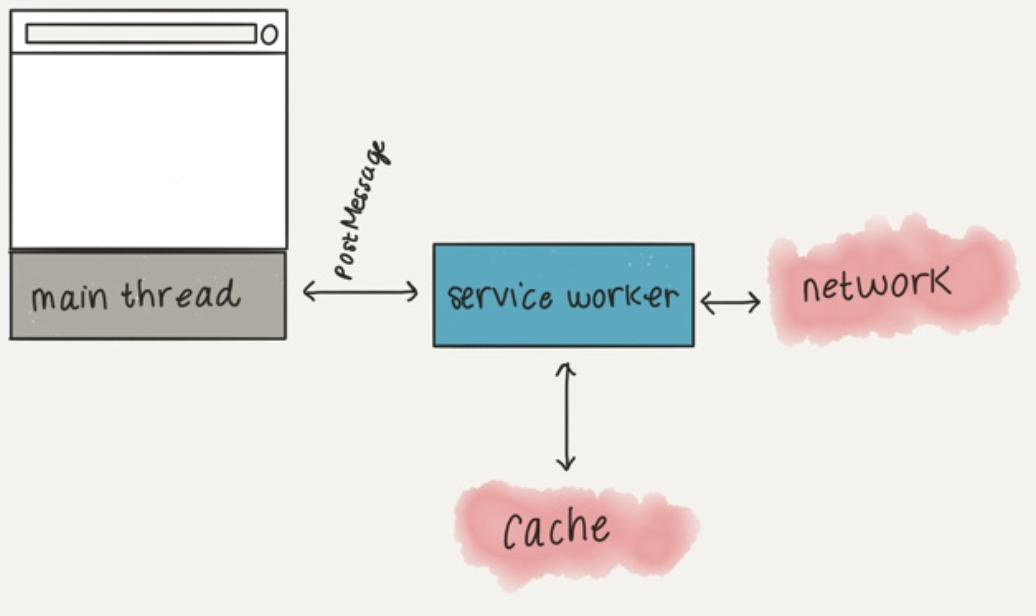 PostMessage
main thread
service worker
network
cache